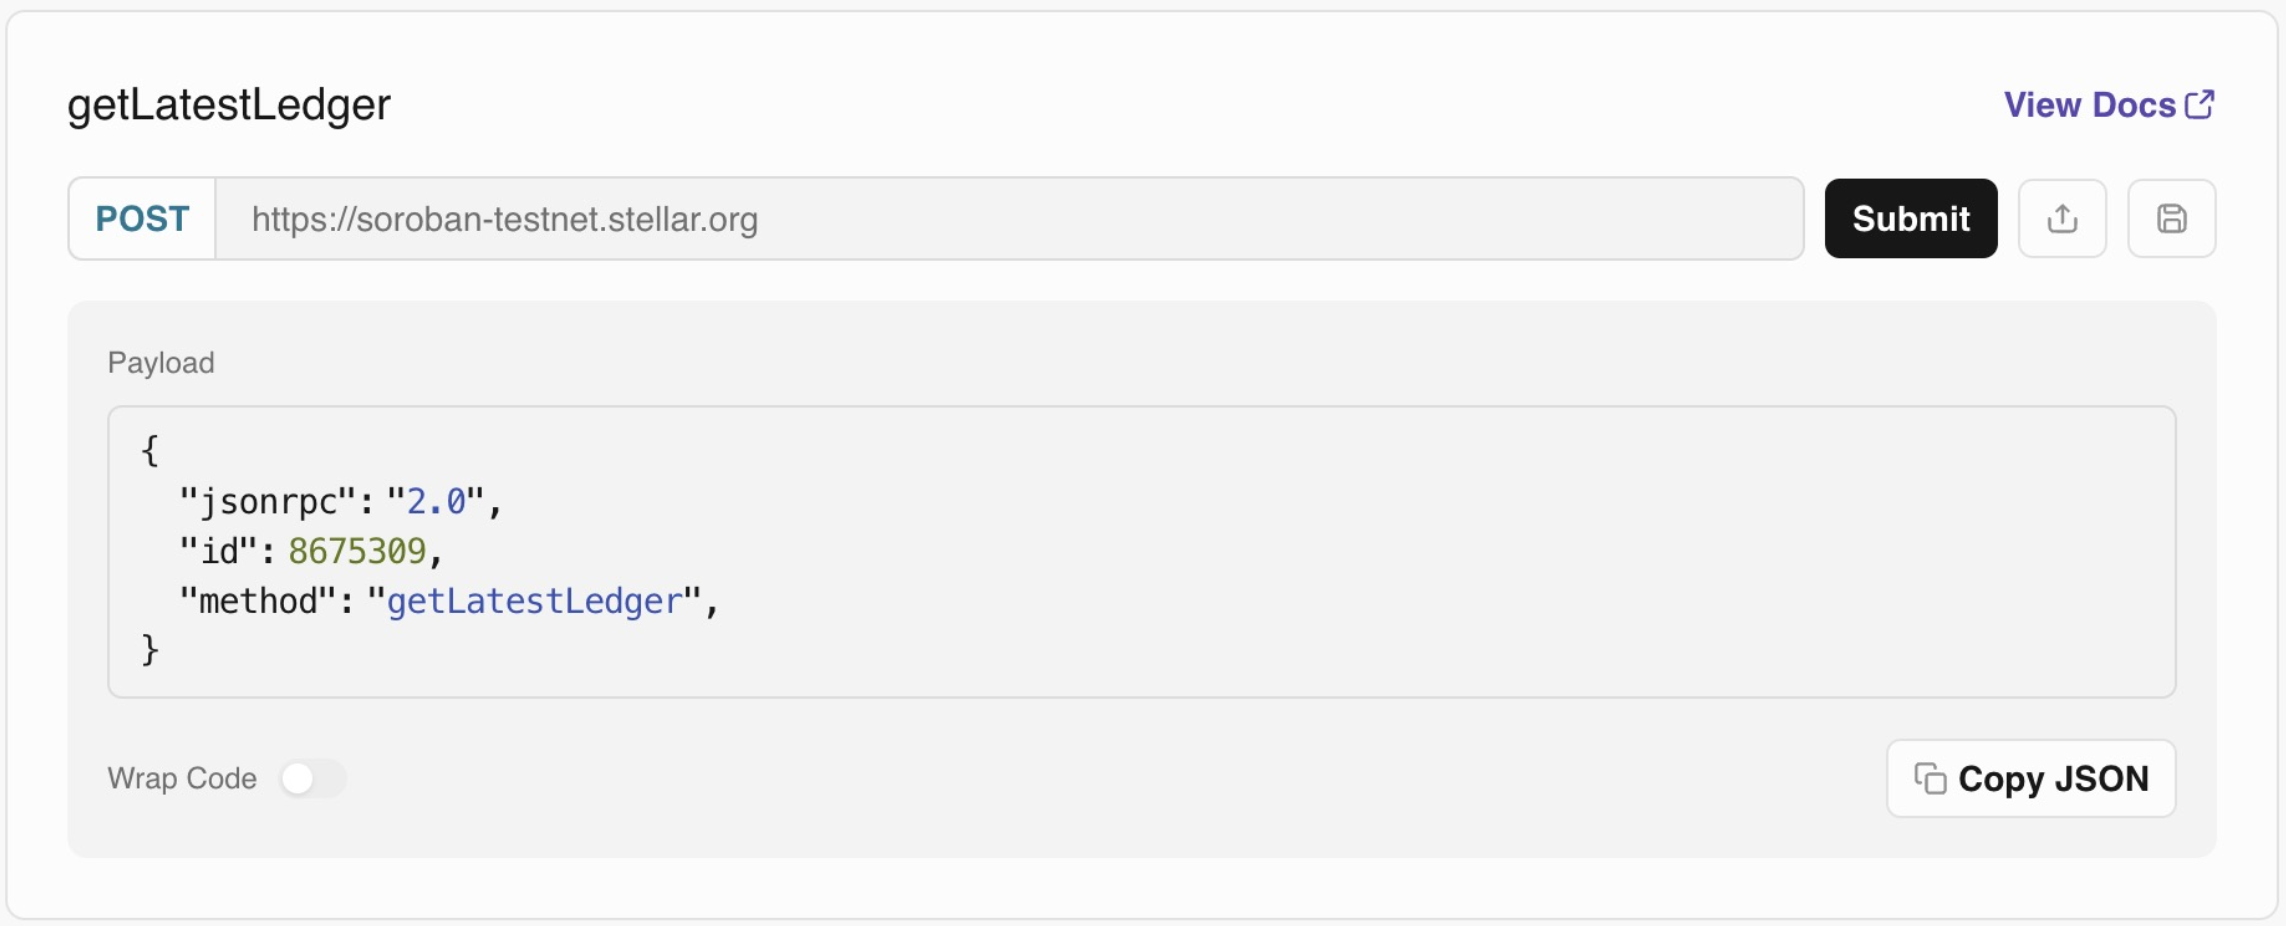 getLatestLedger
View Docs
POST https://soroban-testnet.stellar.org Submit
Payload
{
  "jsonrpc": "2.0",
  "id": 8675309,
  "method": "getLatestLedger",
}
Wrap Code
Copy JSON